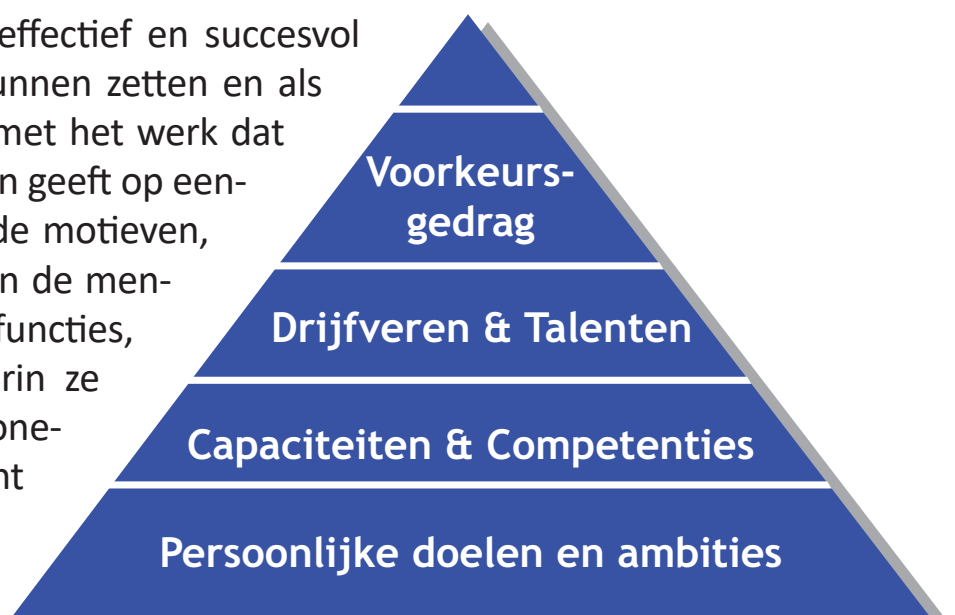 effectief en succesvol
unnen zetten en als
met het werk dat
n geeft op een-
de motieven,
n de men-
functies,
rin ze
one-
nt
Voorkeurs-
gedrag
Drijfveren & Talenten
Capaciteiten & Competenties
Persoonlijke doelen en ambities